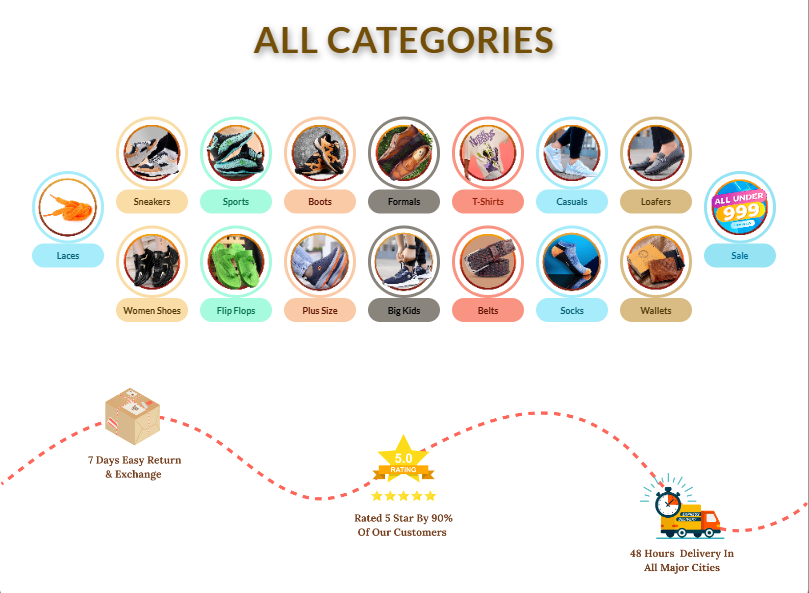 ALL CATEGORIES
Sneakers
Sports
Boots
Formals
T-Shirts
Casuals
Loafers
Laces
ALL UNDER
999
Sale
Women Shoes
Flip Flops
Plus Size
Big Kids
Belts
Socks
Wallets
7 Days Easy Return
& Exchange
5.0
RATING
Rated 5 Star By 90%
Of Our Customers
48 Hours Delivery In
All Major Cities